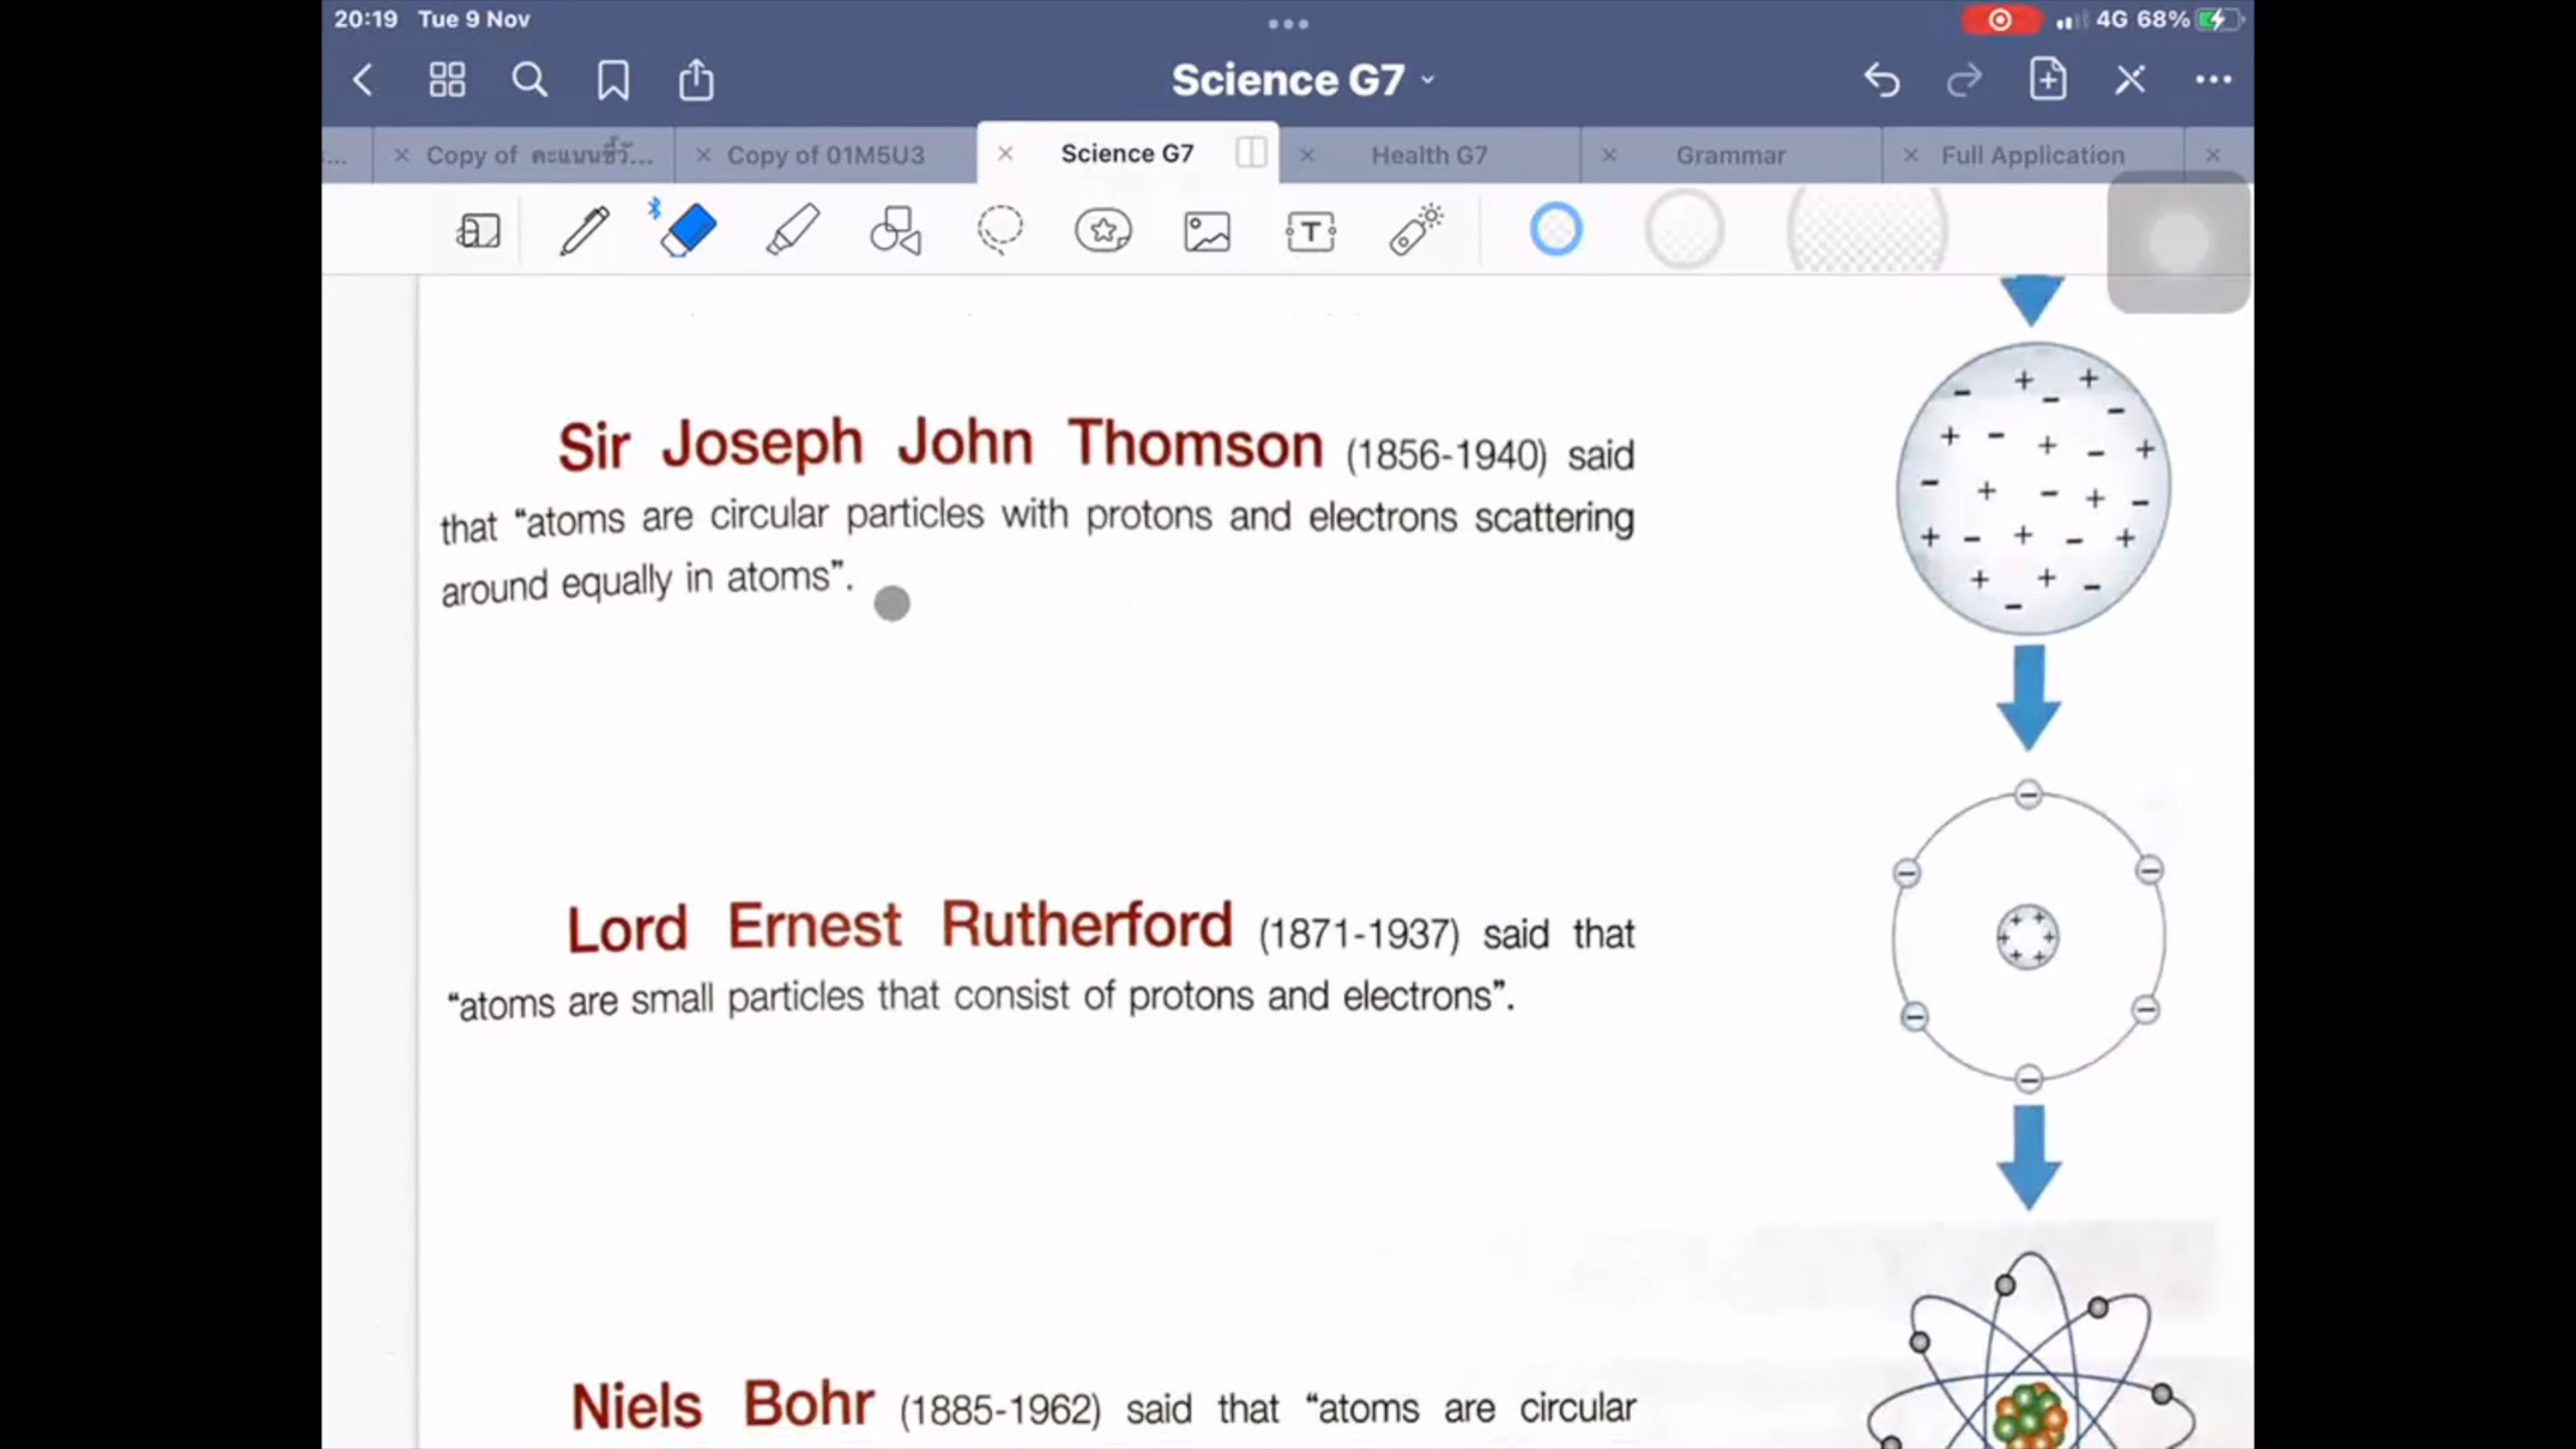 20:19 Tue 9 Nov
4G 68%
Science G7
Copy of คะแนนชี้วั...
Copy of 01M5U3
Science G7
Health G7
Grammar
Full Application
Sir Joseph John Thomson (1856-1940) said
that “atoms are circular particles with protons and electrons scattering
around equally in atoms”.
Lord Ernest Rutherford (1871-1937) said that
“atoms are small particles that consist of protons and electrons”.
Niels Bohr (1885-1962) said that “atoms are circular